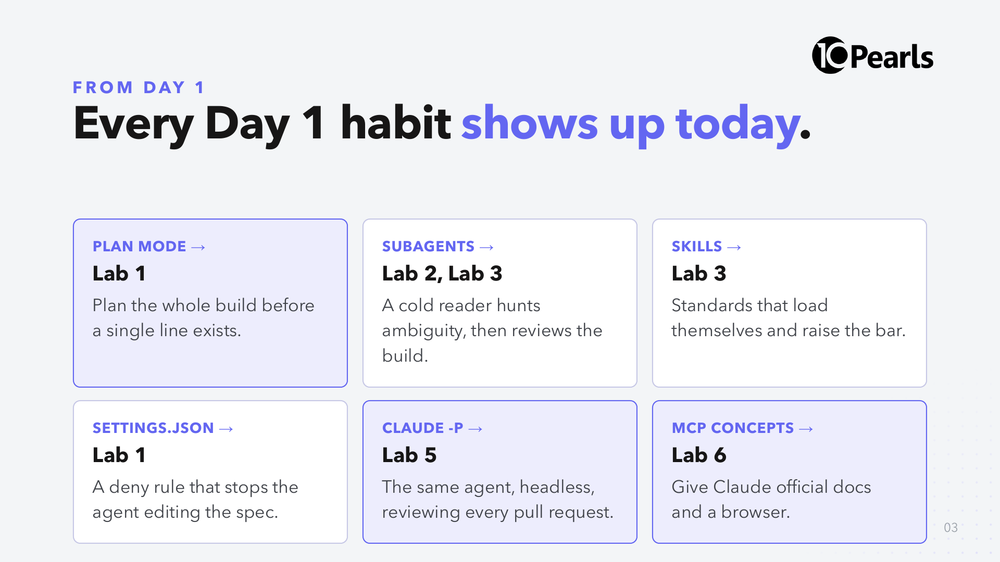 10Pearls
FROM DAY 1
Every Day 1 habit shows up today.
PLAN MODE →
Lab 1
Plan the whole build before
a single line exists.
SUBAGENTS →
Lab 2, Lab 3
A cold reader hunts
ambiguity, then reviews the
build.
SKILLS →
Lab 3
Standards that load
themselves and raise the bar.
SETTINGS.JSON →
Lab 1
A deny rule that stops the
agent editing the spec.
CLAUDE -P →
Lab 5
The same agent, headless,
reviewing every pull request.
MCP CONCEPTS →
Lab 6
Give Claude official docs
and a browser.
03